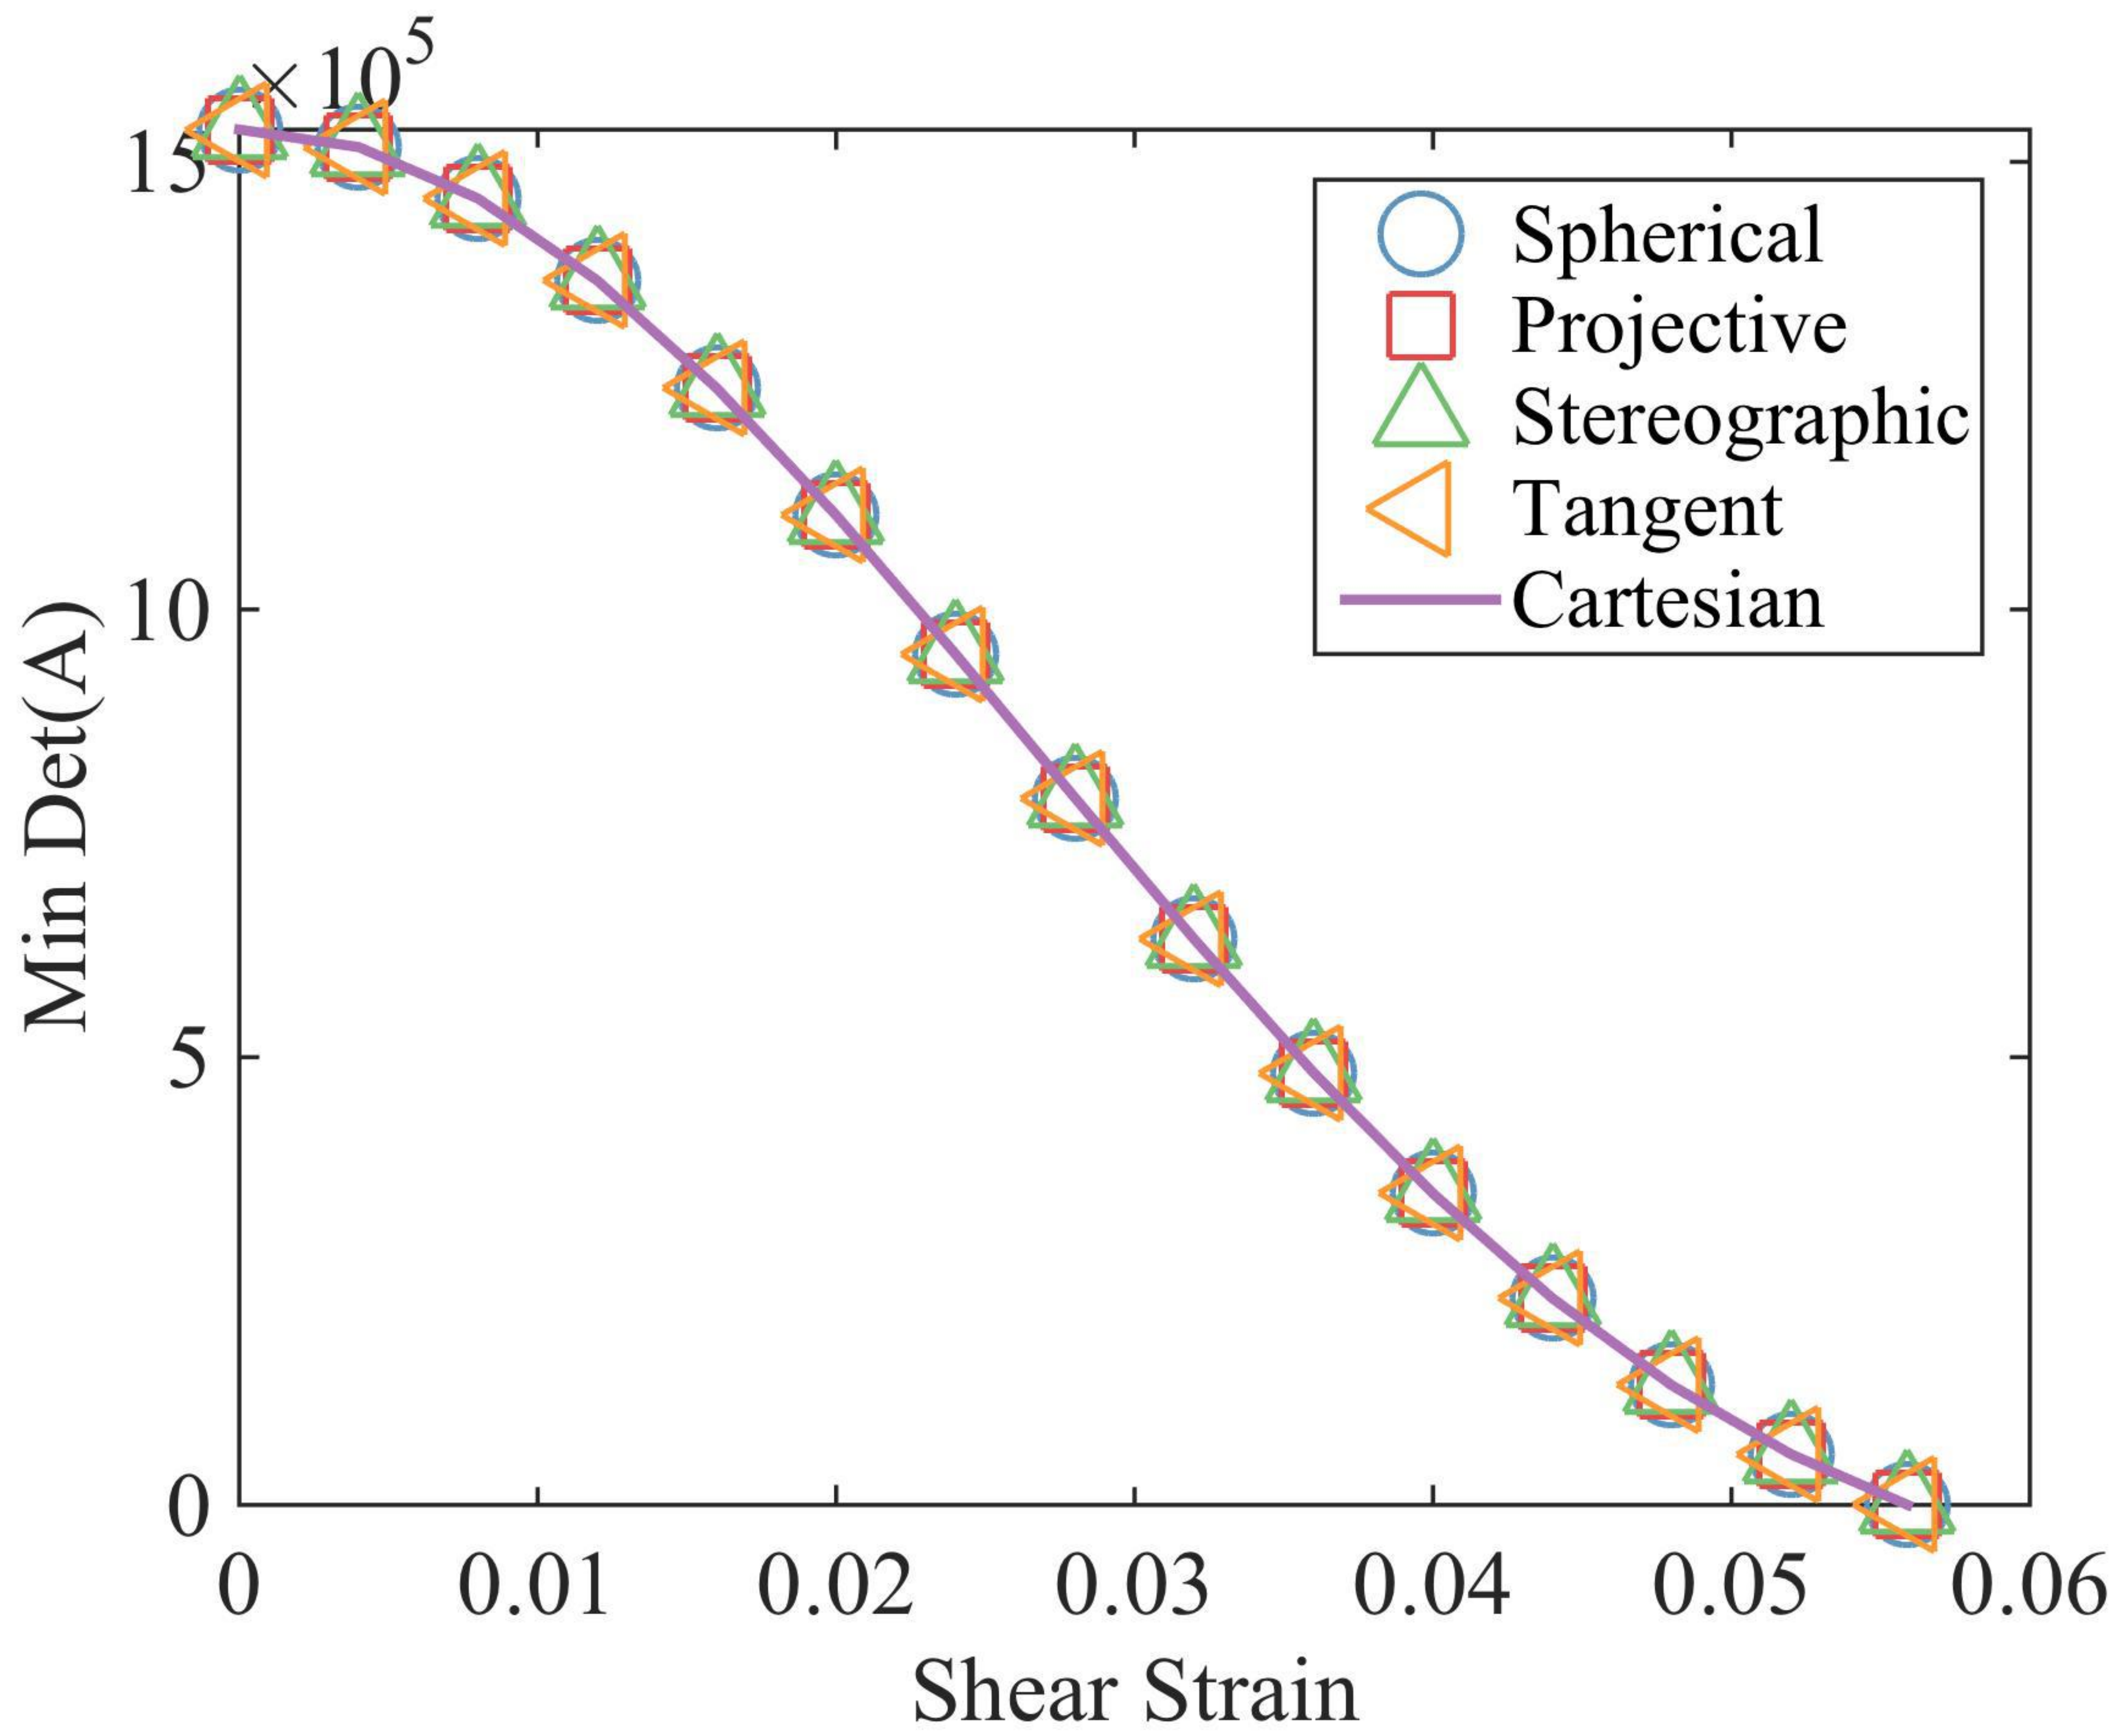 ×10⁵
15
10
5
0
Min Det(A)
Spherical
Projective
Stereographic
Tangent
Cartesian
0 0.01 0.02 0.03 0.04 0.05 0.06
Shear Strain